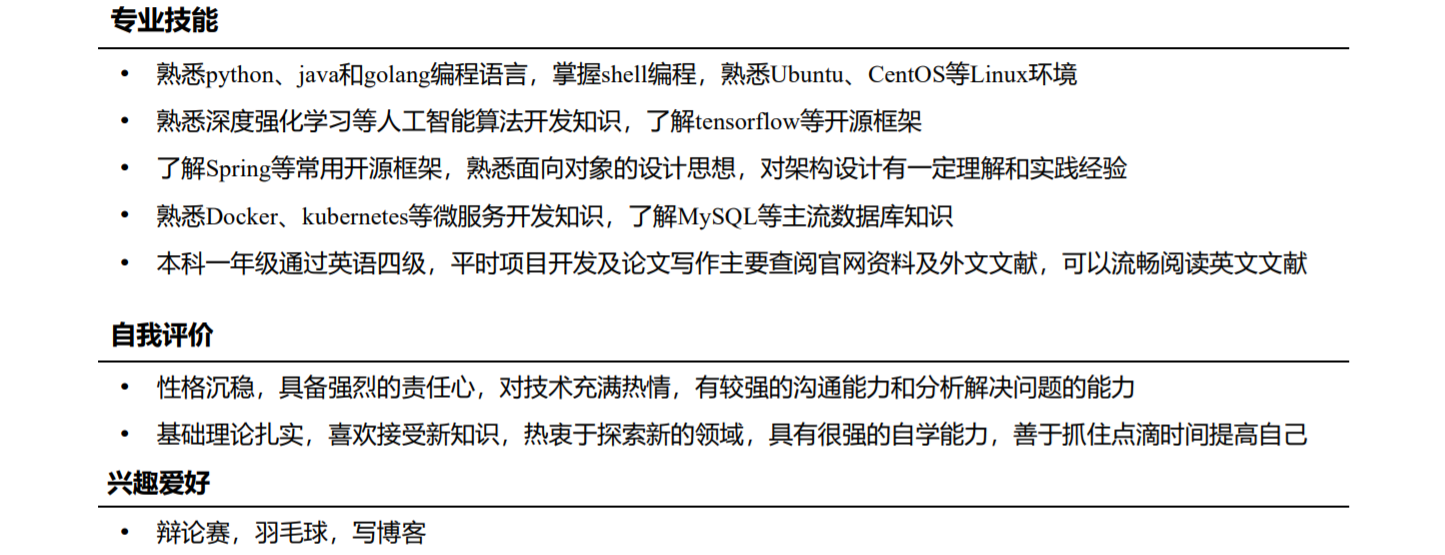 专业技能
• 熟悉python、java和golang编程语言，掌握shell编程，熟悉Ubuntu、CentOS等Linux环境
• 熟悉深度强化学习等人工智能算法开发知识，了解tensorflow等开源框架
• 了解Spring等常用开源框架，熟悉面向对象的设计思想，对架构设计有一定理解和实践经验
• 熟悉Docker、kubernetes等微服务开发知识，了解MySQL等主流数据库知识
• 本科一年级通过英语四级，平时项目开发及论文写作主要查阅官网资料及外文文献，可以流畅阅读英文文献
自我评价
• 性格沉稳，具备强烈的责任心，对技术充满热情，有较强的沟通能力和分析解决问题的能力
• 基础理论扎实，喜欢接受新知识，热衷于探索新的领域，具有很强的自学能力，善于抓住点滴时间提高自己
兴趣爱好
• 辩论赛，羽毛球，写博客